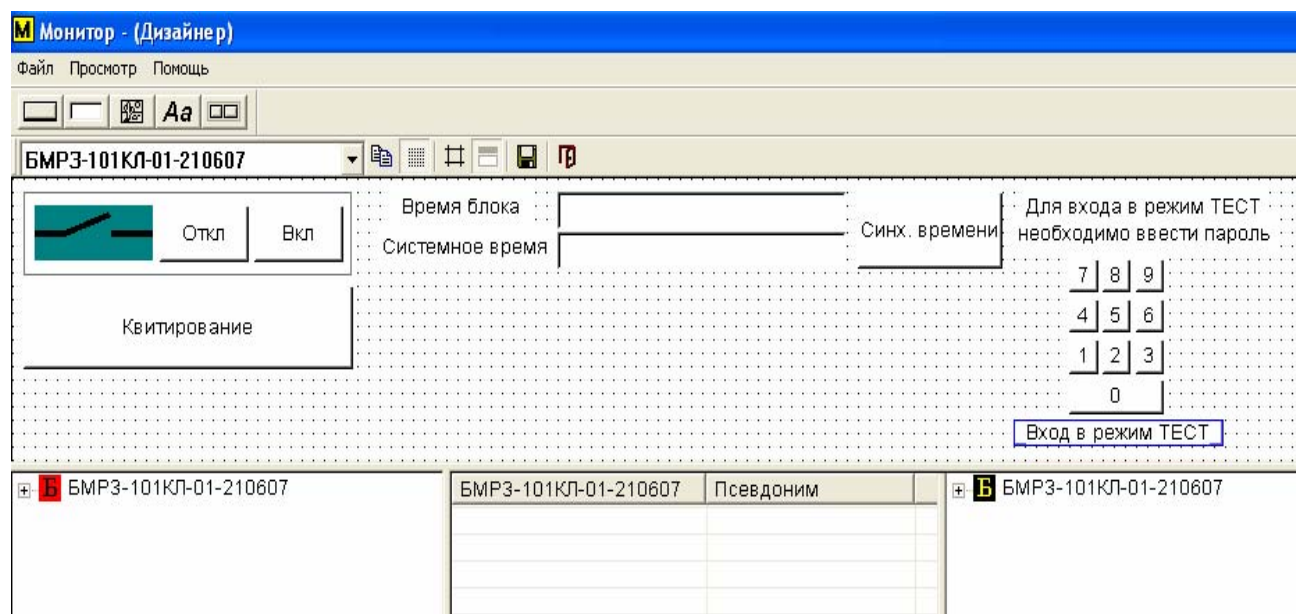 M Монитор - (Дизайнер)
Файл Просмотр Помощь
Aa
БМРЗ-101КЛ-01-210607
Откл
Вкл
Квитирование
Время блока
Системное время
Синх. времени
Для входа в режим ТЕСТ
необходимо ввести пароль
7 8 9
4 5 6
1 2 3
0
Вход в режим ТЕСТ
Б БМРЗ-101КЛ-01-210607
БМРЗ-101КЛ-01-210607 Псевдоним
Б БМРЗ-101КЛ-01-210607